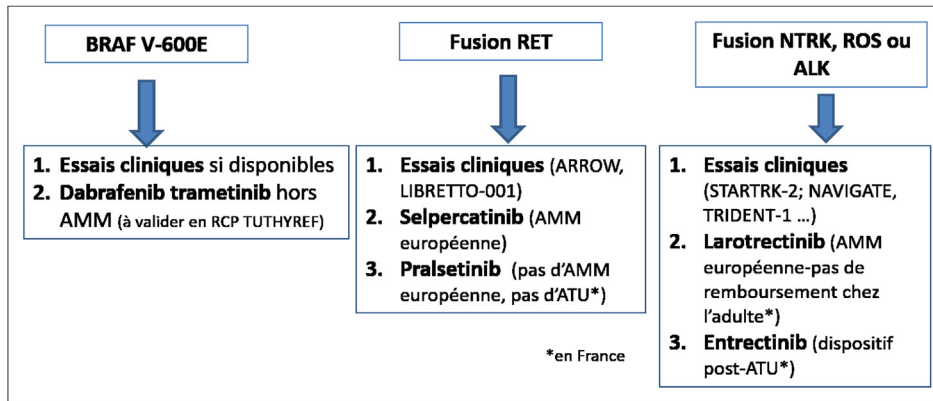 BRAF V-600E
1. Essais cliniques si disponibles
2. Dabrafenib trametinib hors
AMM (à valider en RCP TUTHYREF)
Fusion RET
1. Essais cliniques (ARROW,
LIBRETTO-001)
2. Selpercatinib (AMM
européenne)
3. Pralsetinib (pas d'AMM
européenne, pas d'ATU*)
*en France
Fusion NTRK, ROS ou
ALK
1. Essais cliniques
(STARTRK-2; NAVIGATE,
TRIDENT-1 ...)
2. Larotrectinib (AMM
européenne-pas de
remboursement chez
l'adulte*)
3. Entrectinib (dispositif
post-ATU*)